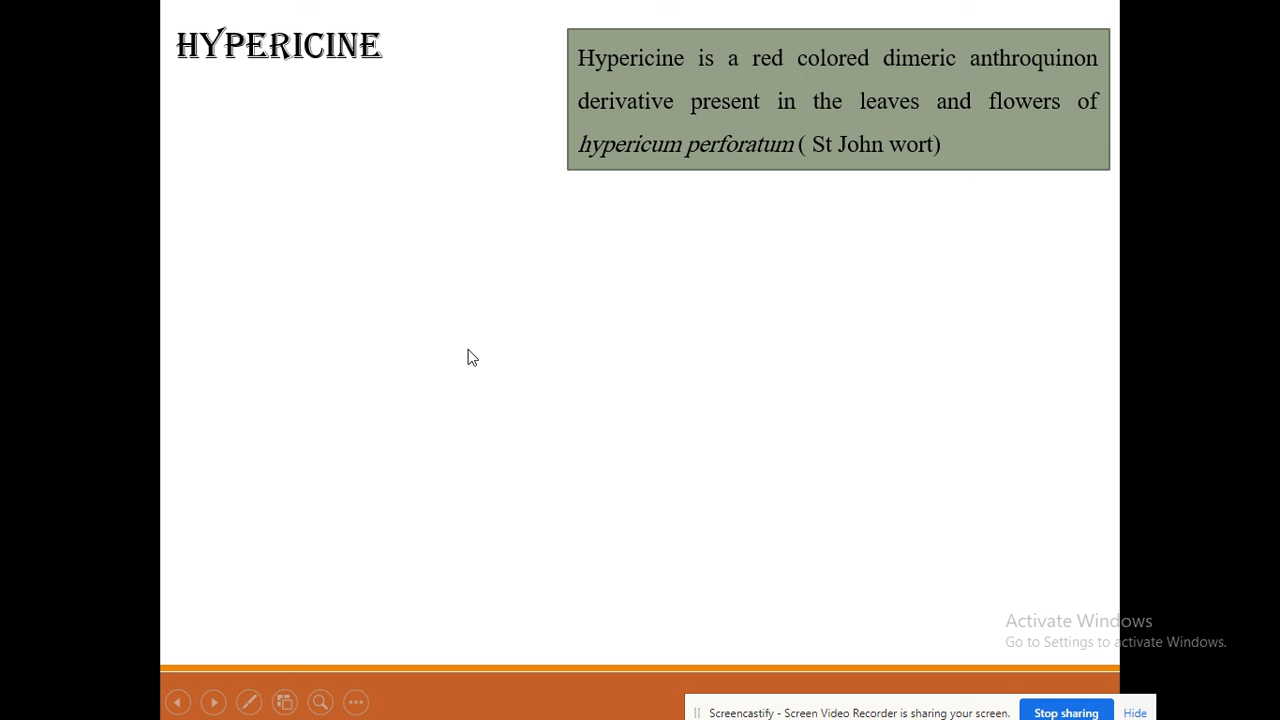 HYPERICINE
Hypericine is a red colored dimeric anthroquinon
derivative present in the leaves and flowers of
hypericum perforatum ( St John wort)
Activate Windows
Go to Settings to activate Windows.
Screencastify - Screen Video Recorder is sharing your screen.
Stop sharing
Hide